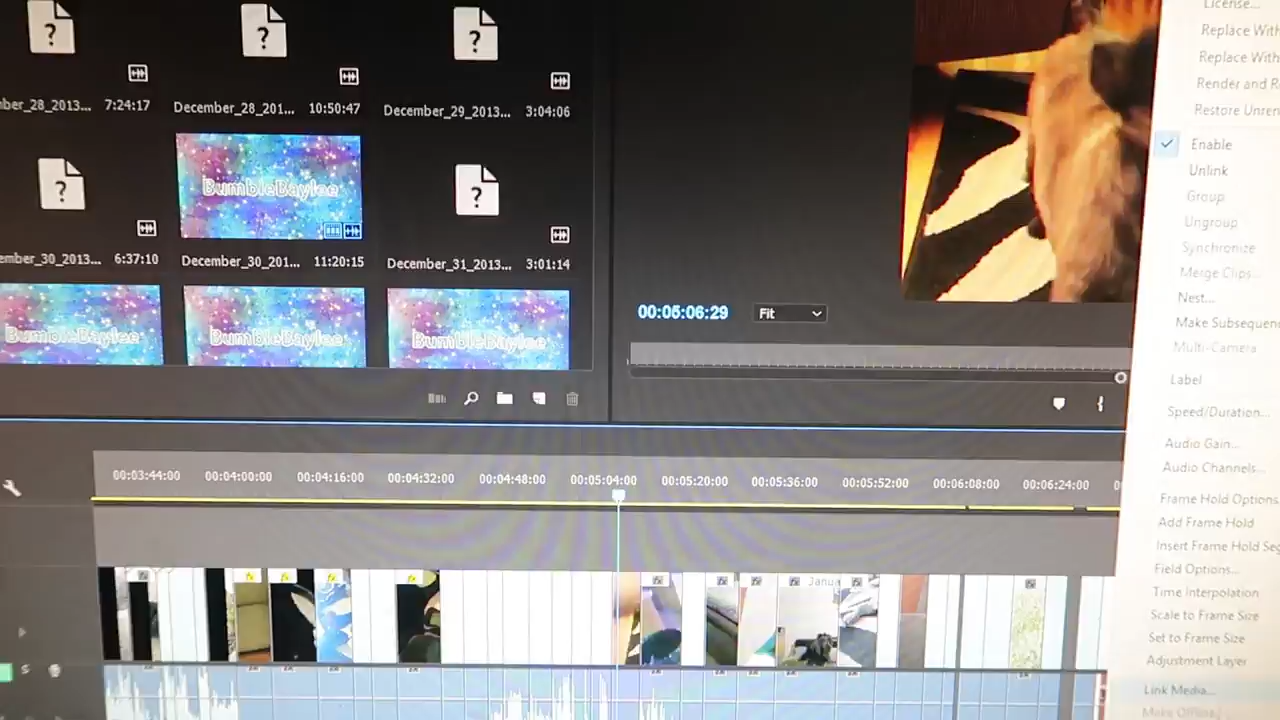 License...
Replace With
Replace With
Render and R
Restore Unren
Enable
Unlink
Group
Ungroup
Synchronize
Merge Clips...
Nest...
Make Subsequen
Multi-Camera
Label
Speed/Duration...
Audio Gain...
Audio Channels...
Frame Hold Options
Add Frame Hold
Insert Frame Hold Seg
Field Options...
Time Interpolation
Scale to Frame Size
Set to Frame Size
Adjustment Layer
Link Media...
Make Offline
?
?
?
ber_28_2013... 7:24:17
December_28_201... 10:50:47
December_29_2013... 3:04:06
?
BumbleBaylee
?
ember_30_2013... 6:37:10
December_30_201... 11:20:15
December_31_2013... 3:01:14
BumbleBaylee
BumbleBaylee
BumbleBaylee
00:05:06:29
Fit
00:03:44:00 00:04:00:00 00:04:16:00 00:04:32:00 00:04:48:00 00:05:04:00 00:05:20:00 00:05:36:00 00:05:52:00 00:06:08:00 00:06:24:00
Janua
S